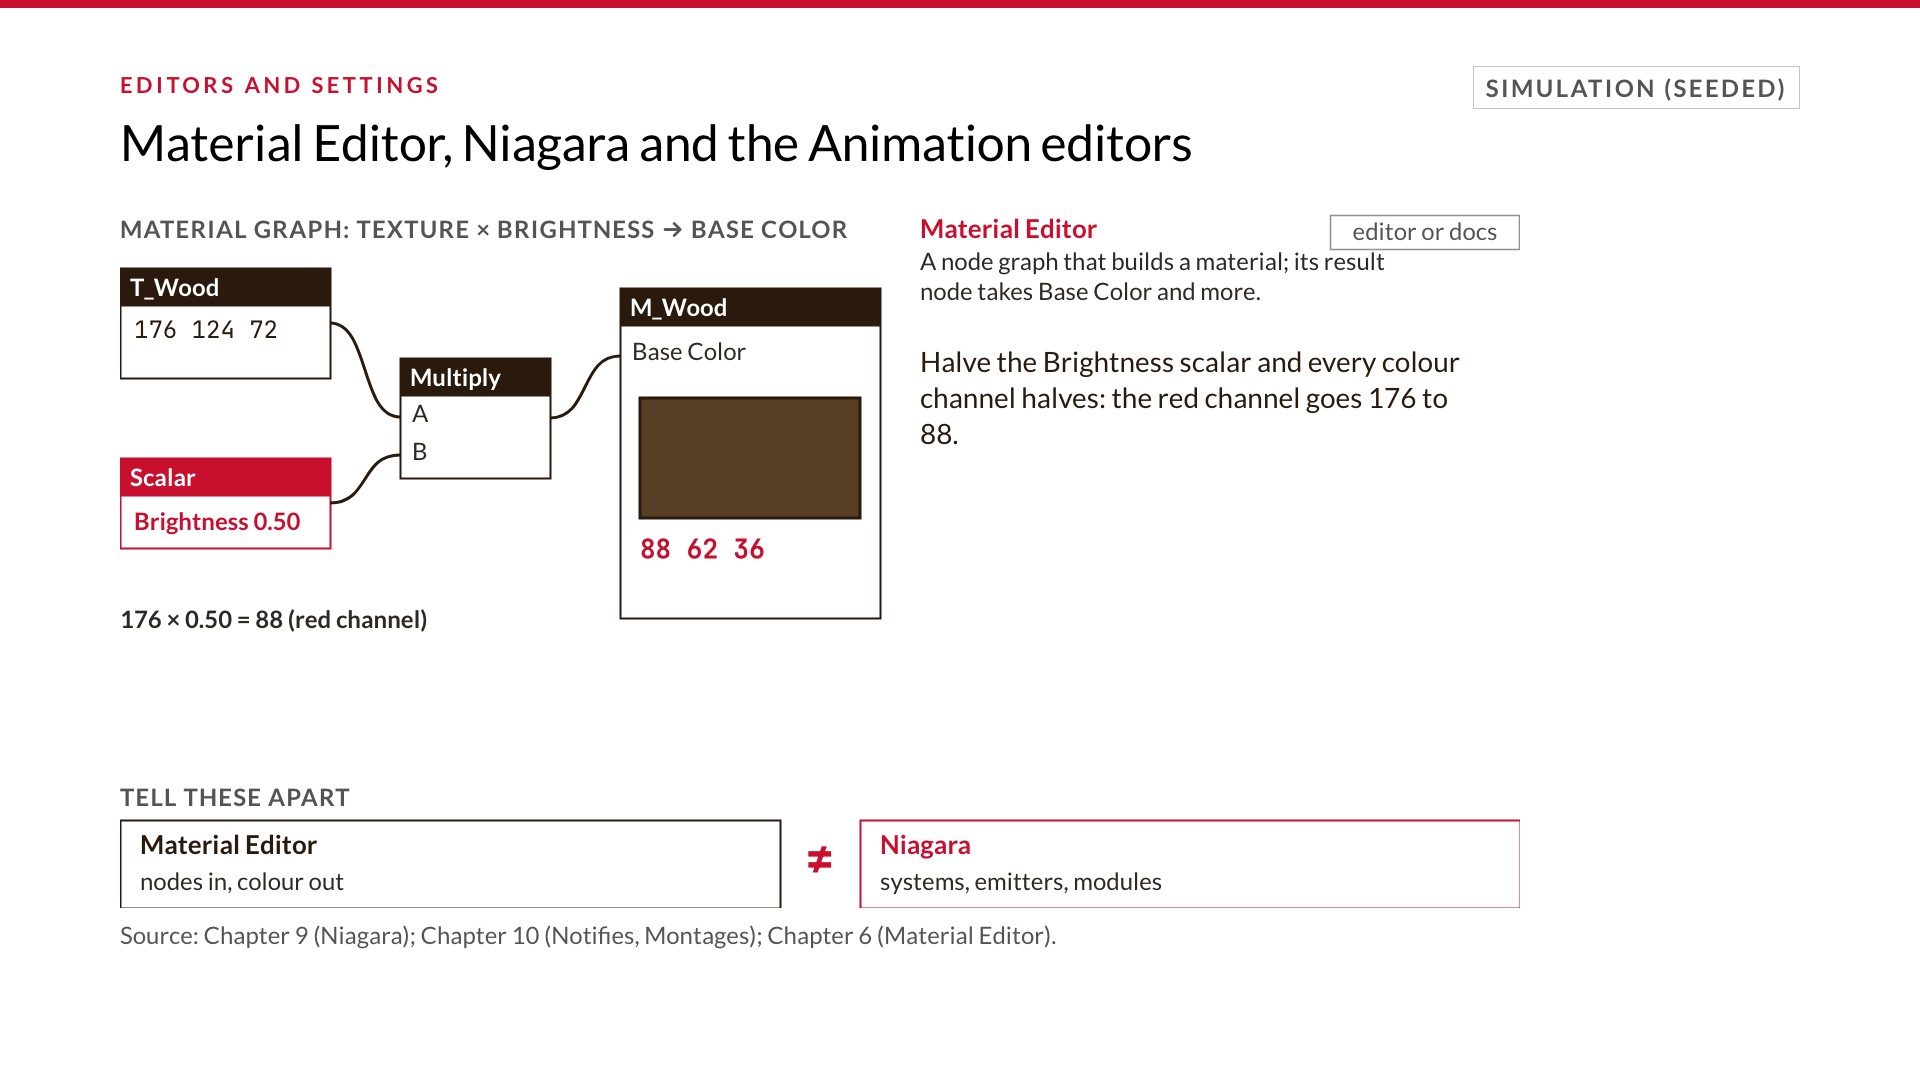 EDITORS AND SETTINGS
SIMULATION (SEEDED)
Material Editor, Niagara and the Animation editors
MATERIAL GRAPH: TEXTURE × BRIGHTNESS → BASE COLOR
T_Wood
176 124 72
Scalar
Brightness 0.50
Multiply
A
B
M_Wood
Base Color
88 62 36
176 × 0.50 = 88 (red channel)
Material Editor
editor or docs
A node graph that builds a material; its result
node takes Base Color and more.
Halve the Brightness scalar and every colour
channel halves: the red channel goes 176 to
88.
TELL THESE APART
Material Editor
nodes in, colour out
≠
Niagara
systems, emitters, modules
Source: Chapter 9 (Niagara); Chapter 10 (Notifies, Montages); Chapter 6 (Material Editor).